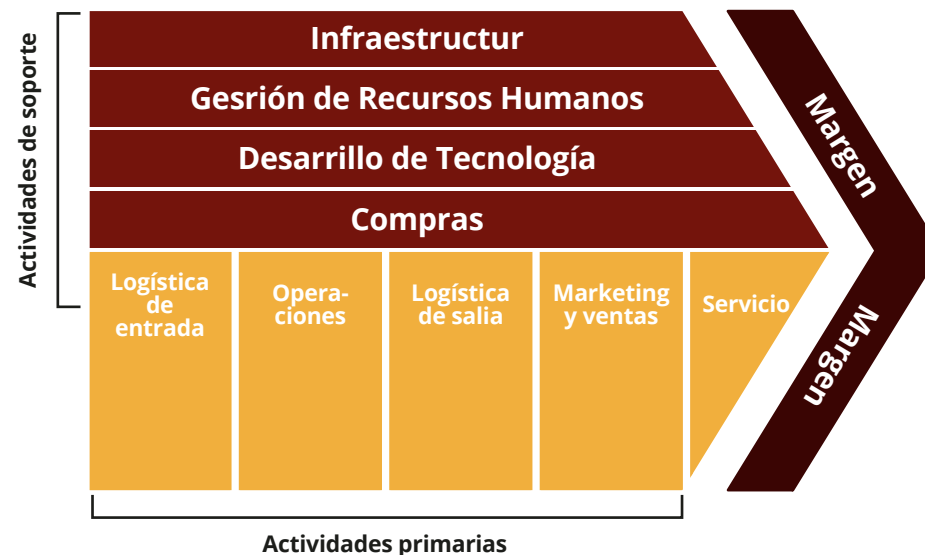 Actividades de soporte
Infraestructur
Gesrión de Recursos Humanos
Desarrillo de Tecnología
Compras
Logística
de
entrada
Opera-
ciones
Logística
de salia
Marketing
y ventas
Servicio
Margen
Margen
Actividades primarias